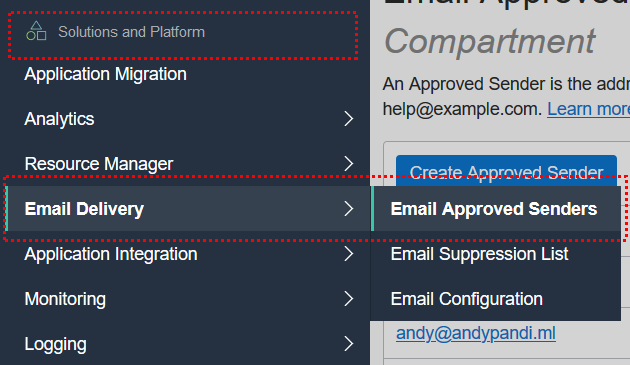 Solutions and Platform
Application Migration
Analytics
Resource Manager
Email Delivery
Application Integration
Monitoring
Logging
Email Approved
Compartment
An Approved Sender is the addr
help@example.com. Learn more
Create Approved Sender
Email Approved Senders
Email Suppression List
Email Configuration
andy@andypandi.ml